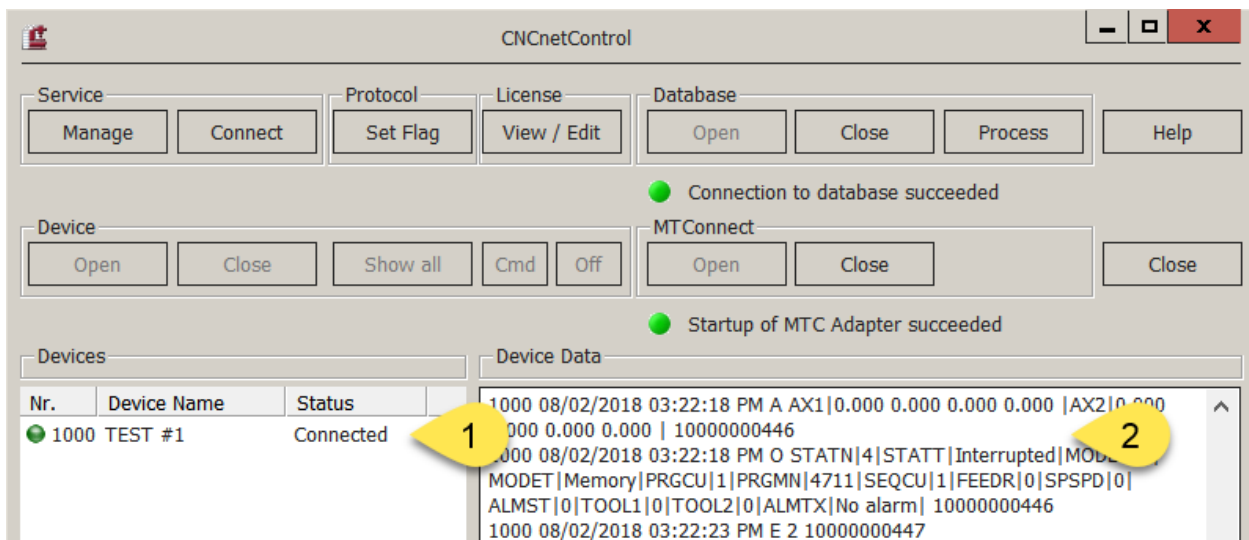 CNCnetControl
Service Protocol License Database
Manage Connect Set Flag View / Edit Open Close Process Help
Connection to database succeeded
Device MTConnect
Open Close Show all Cmd Off Open Close Close
Startup of MTC Adapter succeeded
Devices
Nr. Device Name Status
1000 TEST #1 Connected
1
Device Data
1000 08/02/2018 03:22:18 PM A AX1|0.000 0.000 0.000 0.000 |AX2|0.000
0.000 0.000 | 10000000446
08/02/2018 03:22:18 PM O STATN|4|STATT|Interrupted
MODET|Memory|PRGCU|1|PRGMN|4711|SEQCU|1|FEEDR|0|SPSPD|0|
ALMST|0|TOOL1|0|TOOL2|0|ALMTX|No alarm| 10000000446
1000 08/02/2018 03:22:23 PM E 2 10000000447
2